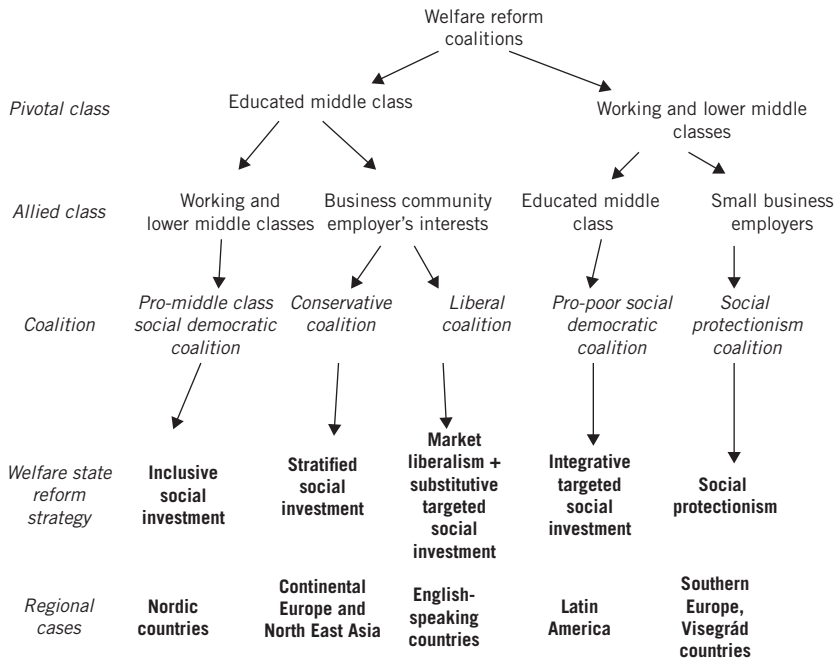 Welfare reform
coalitions
Pivotal class
Educated middle class
Working and lower middle
classes
Allied class
Working and
lower middle classes
Business community
employer's interests
Educated middle
class
Small business
employers
Coalition
Pro-middle class
social democratic
coalition
Conservative
coalition
Liberal
coalition
Pro-poor social
democratic
coalition
Social
protectionism
coalition
Welfare state
reform
strategy
Inclusive
social
investment
Stratified
social
investment
Market
liberalism +
substitutive
targeted
social
investment
Integrative
targeted
social
investment
Social
protectionism
Regional
cases
Nordic
countries
Continental
Europe and
North East Asia
English-
speaking
countries
Latin
America
Southern
Europe,
Visegrád
countries